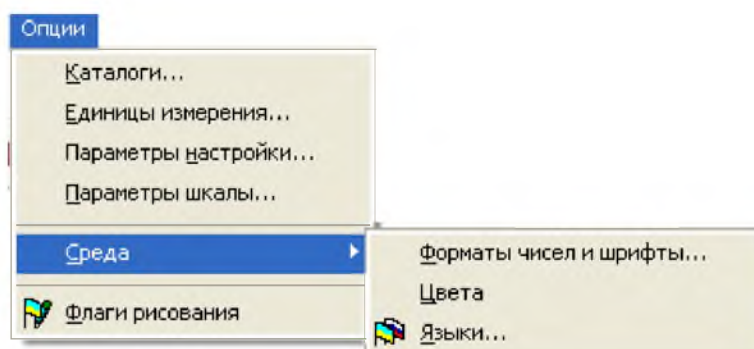 Опции
Каталоги...
Единицы измерения...
Параметры настройки...
Параметры шкалы...
Среда
Флаги рисования
Форматы чисел и шрифты...
Цвета
Языки...